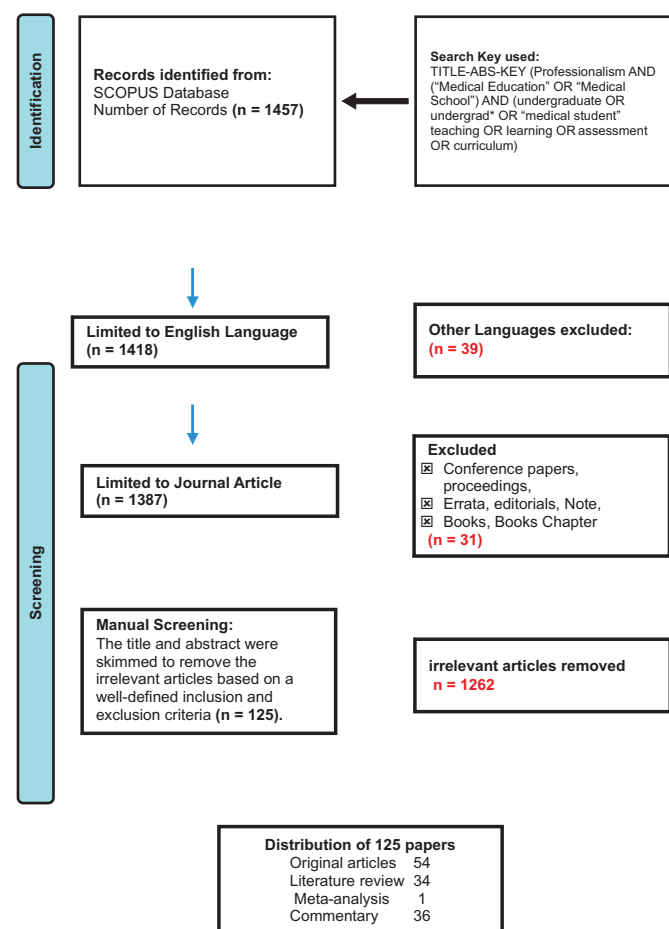 Identification
Records identified from:
SCOPUS Database
Number of Records (n = 1457)
Search Key used:
TITLE-ABS-KEY (Professionalism AND
(“Medical Education” OR “Medical
School”) AND (undergraduate OR
undergrad* OR “medical student”
teaching OR learning OR assessment
OR curriculum)
Limited to English Language
(n = 1418)
Other Languages excluded:
(n = 39)
Screening
Limited to Journal Article
(n = 1387)
Excluded
☒ Conference papers,
proceedings,
☒ Errata, editorials, Note,
☒ Books, Books Chapter
(n = 31)
Manual Screening:
The title and abstract were
skimmed to remove the
irrelevant articles based on a
well-defined inclusion and
exclusion criteria (n = 125).
irrelevant articles removed
n = 1262
Distribution of 125 papers
Original articles 54
Literature review 34
Meta-analysis 1
Commentary 36